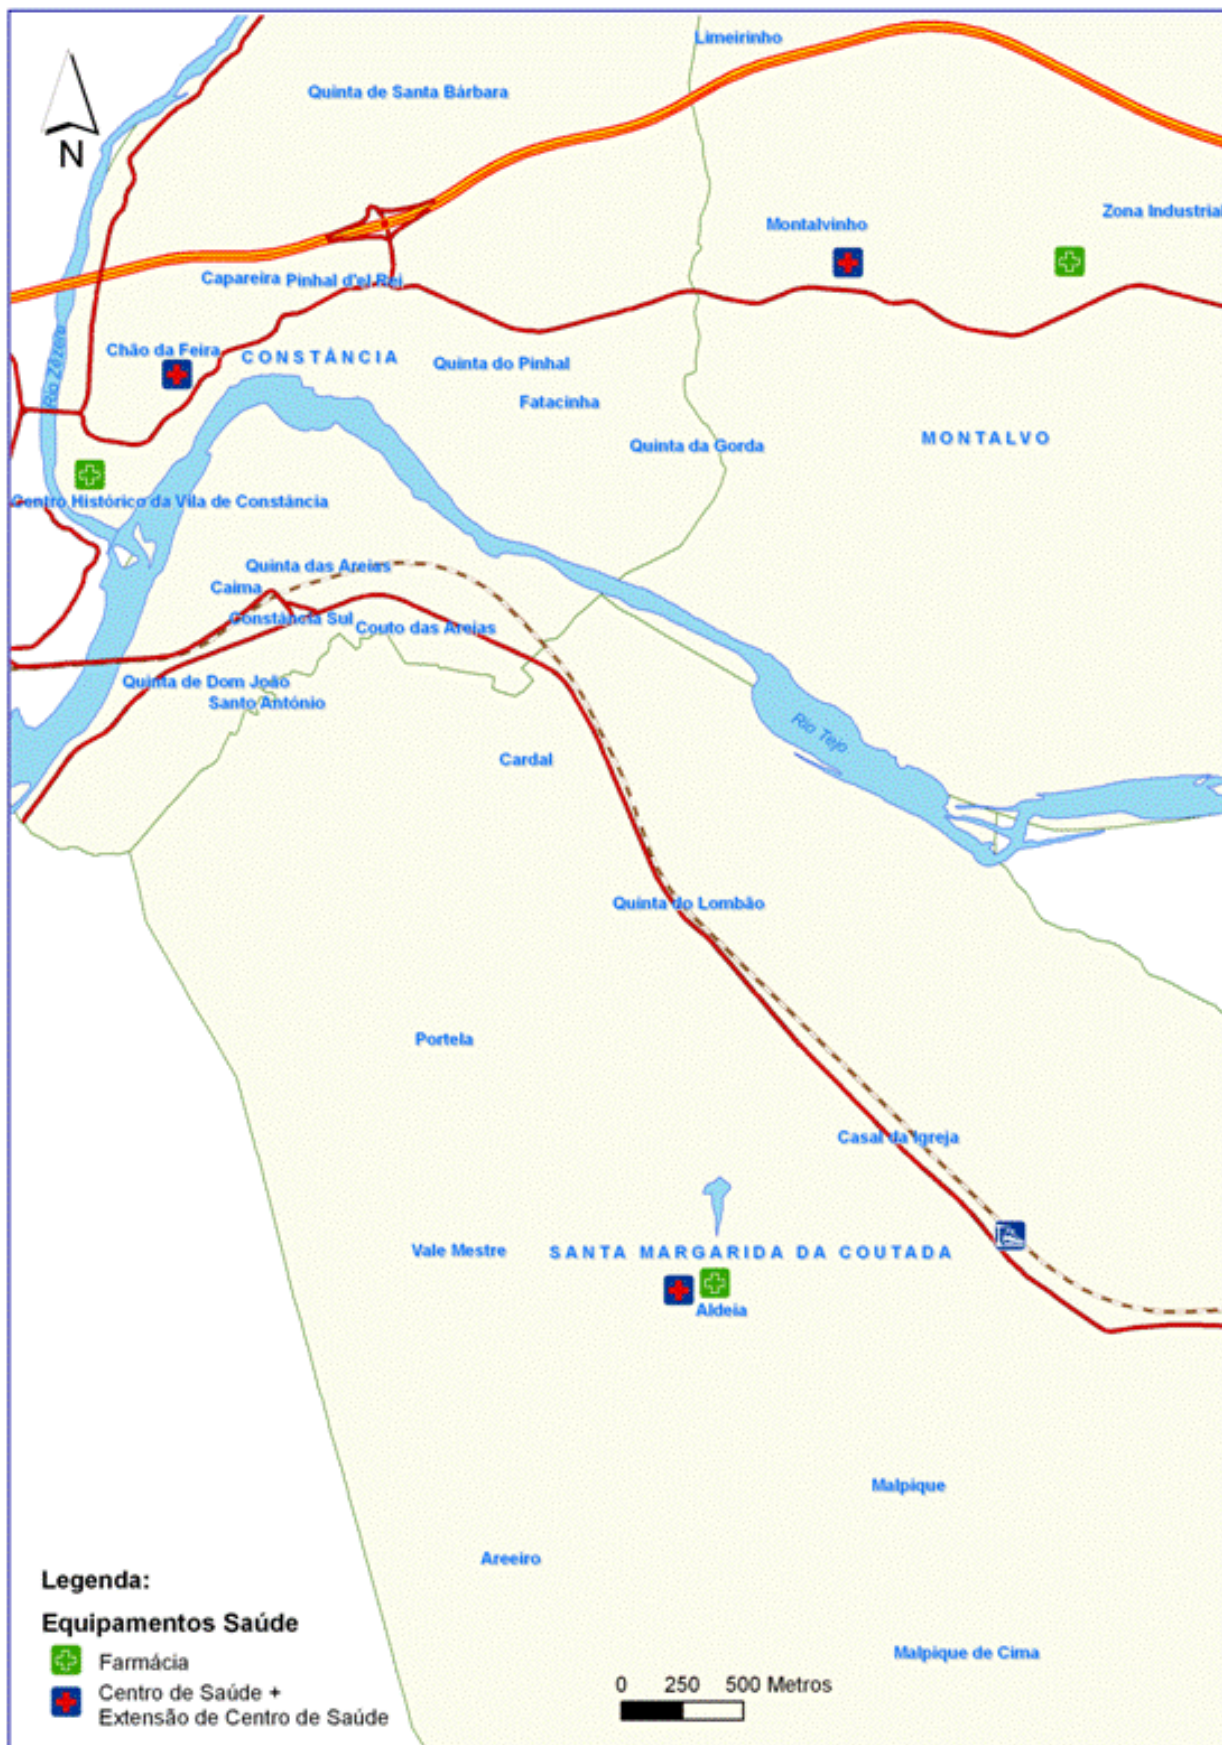 Limeirinho
Quinta de Santa Bárbara
N
Zona Industrial
Montalvinho
Capareira
Pinhal d'el Rei
Rio Zêzere
Chão da Feira
CONSTÂNCIA
Quinta do Pinhal
Fatacinha
MONTALVO
Quinta da Gorda
Centro Histórico da Vila de Constância
Quinta das Areias
Caima
Constância Sul
Couto das Areias
Quinta de Dom João
Santo António
Rio Tejo
Cardal
Quinta do Lombão
Portela
Casal da Igreja
Vale Mestre
SANTA MARGARIDA DA COUTADA
Aldeia
Malpique
Areeiro
Malpique de Cima
Legenda:
Equipamentos Saúde
Farmácia
Centro de Saúde +
Extensão de Centro de Saúde
0 250 500 Metros